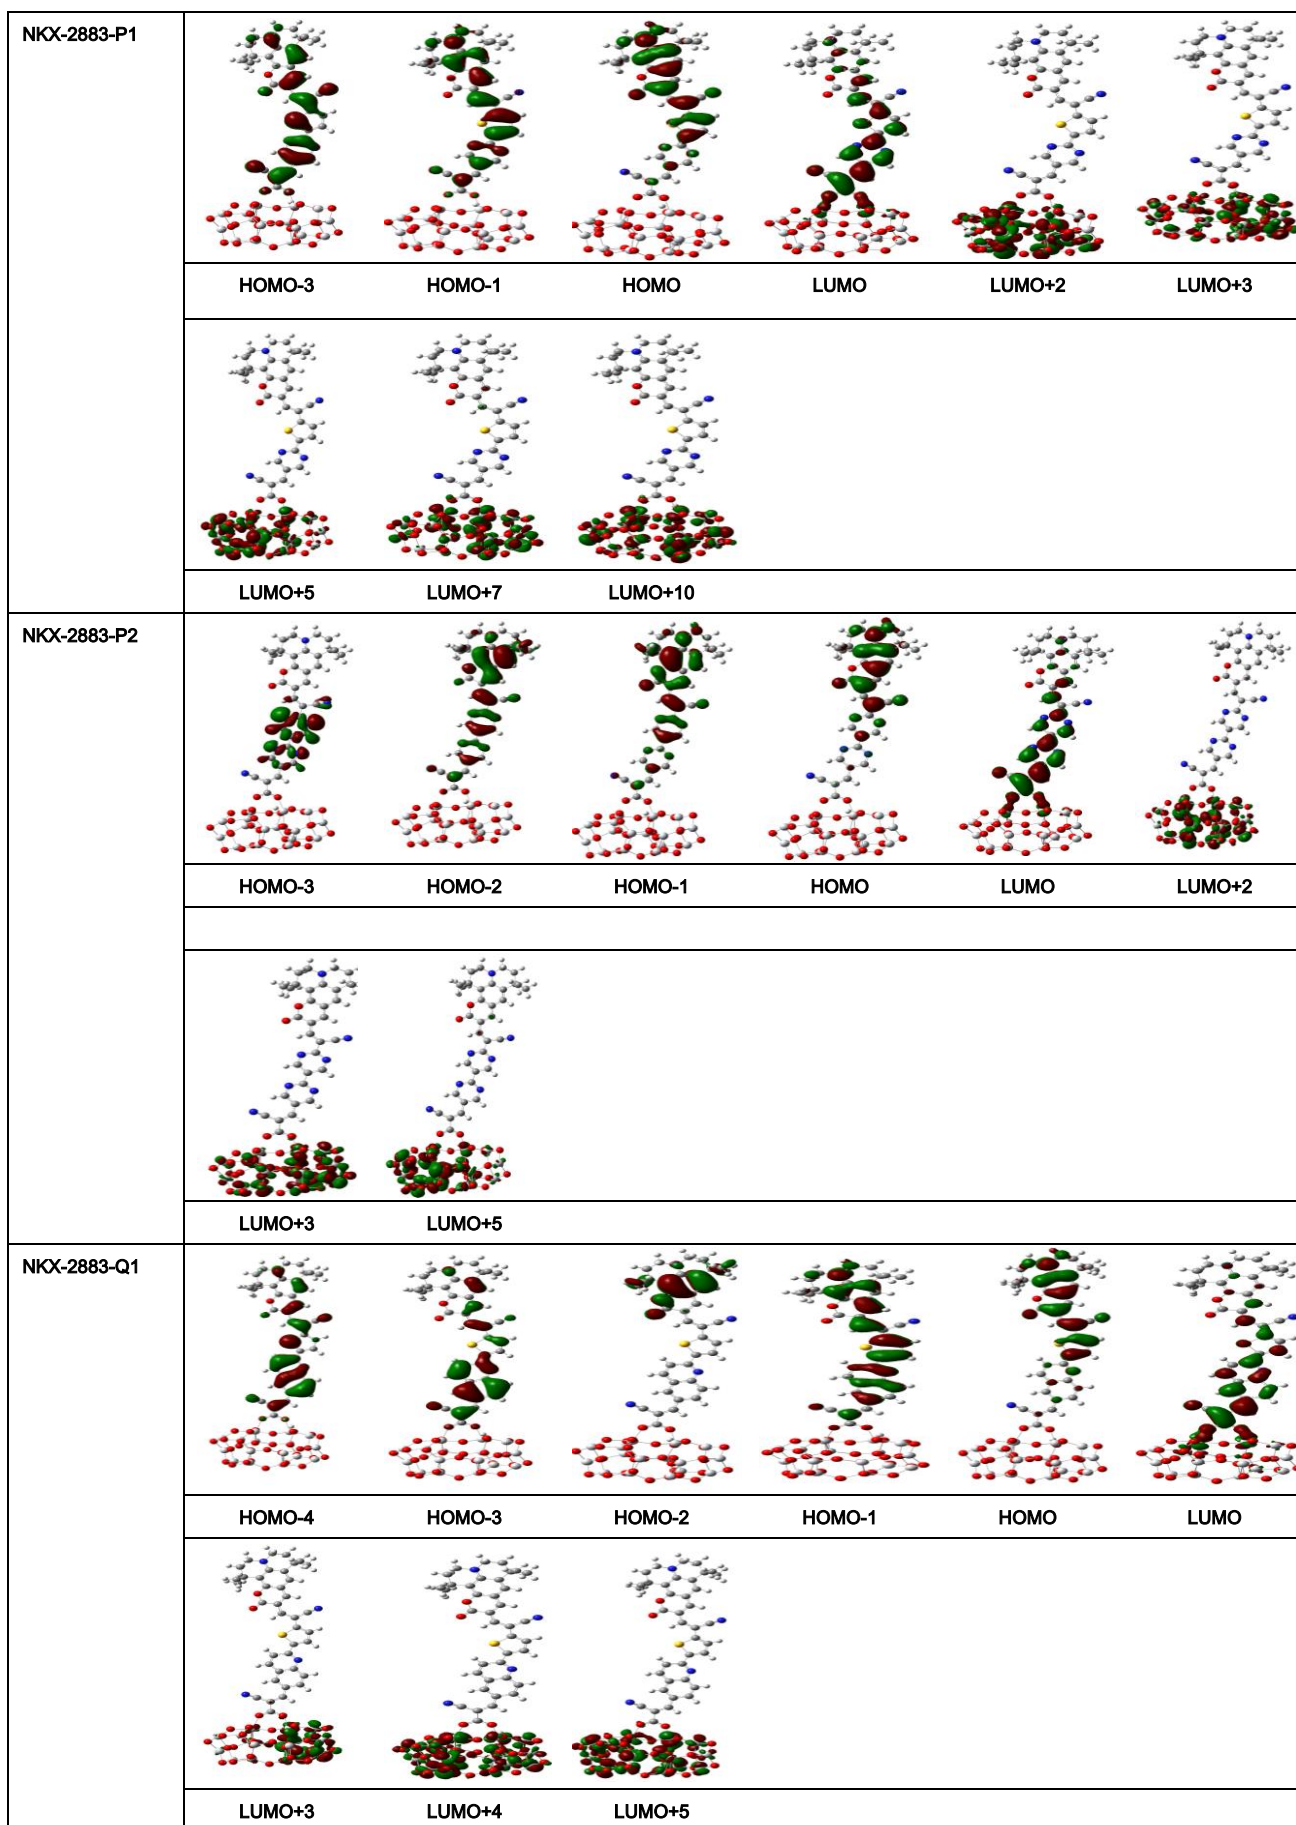 NKX-2883-P1
HOMO-3 HOMO-1 HOMO LUMO LUMO+2 LUMO+3
LUMO+5 LUMO+7 LUMO+10
NKX-2883-P2
HOMO-3 HOMO-2 HOMO-1 HOMO LUMO LUMO+2
LUMO+3 LUMO+5
NKX-2883-Q1
HOMO-4 HOMO-3 HOMO-2 HOMO-1 HOMO LUMO
LUMO+3 LUMO+4 LUMO+5